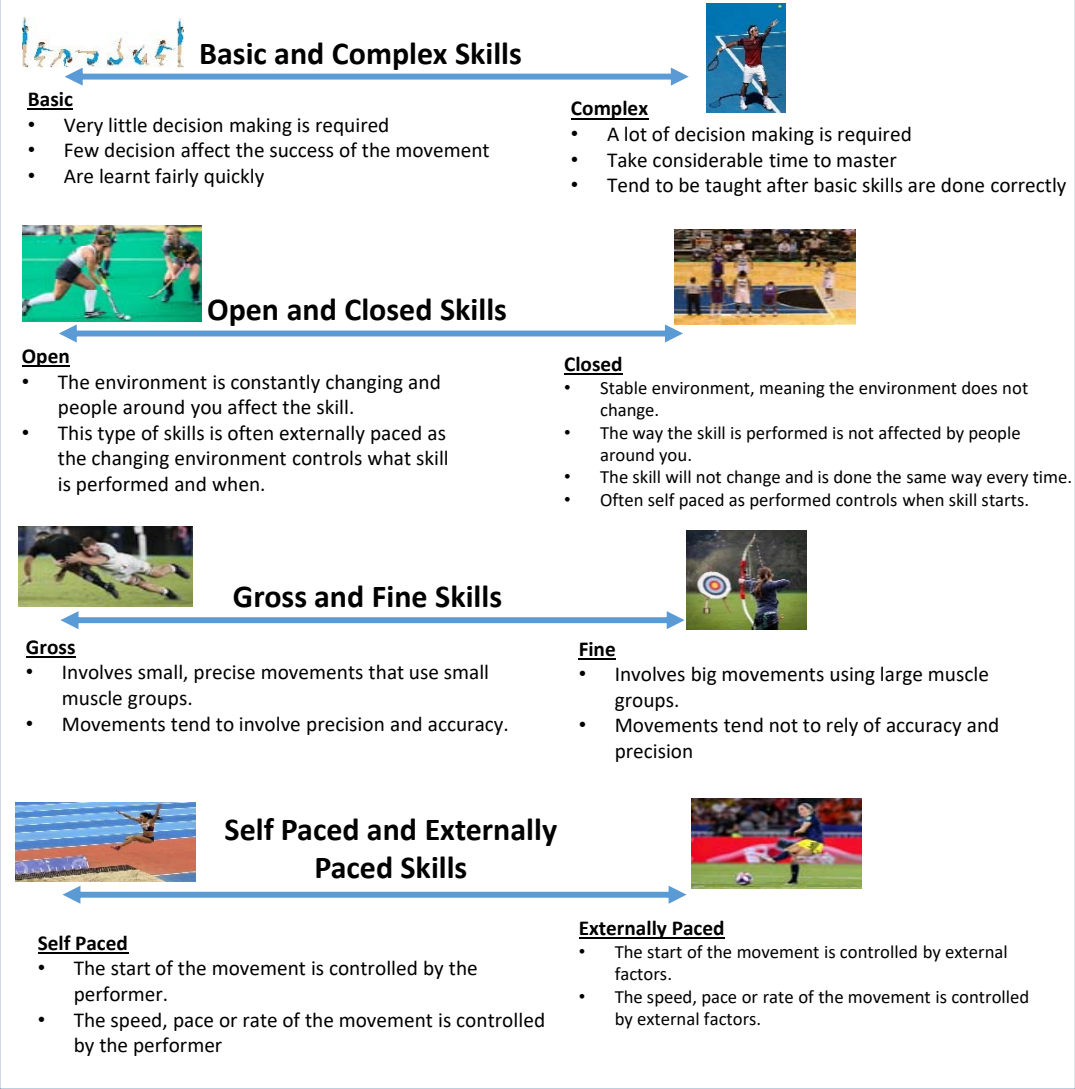 Basic and Complex Skills
Basic
• Very little decision making is required
• Few decision affect the success of the movement
• Are learnt fairly quickly
Complex
• A lot of decision making is required
• Take considerable time to master
• Tend to be taught after basic skills are done correctly
Open and Closed Skills
Open
• The environment is constantly changing and
people around you affect the skill.
• This type of skills is often externally paced as
the changing environment controls what skill
is performed and when.
Closed
• Stable environment, meaning the environment does not
change.
• The way the skill is performed is not affected by people
around you.
• The skill will not change and is done the same way every time.
• Often self paced as performed controls when skill starts.
Gross and Fine Skills
Gross
• Involves small, precise movements that use small
muscle groups.
• Movements tend to involve precision and accuracy.
Fine
• Involves big movements using large muscle
groups.
• Movements tend not to rely of accuracy and
precision
Self Paced and Externally
Paced Skills
Self Paced
• The start of the movement is controlled by the
performer.
• The speed, pace or rate of the movement is controlled
by the performer
Externally Paced
• The start of the movement is controlled by external
factors.
• The speed, pace or rate of the movement is controlled
by external factors.